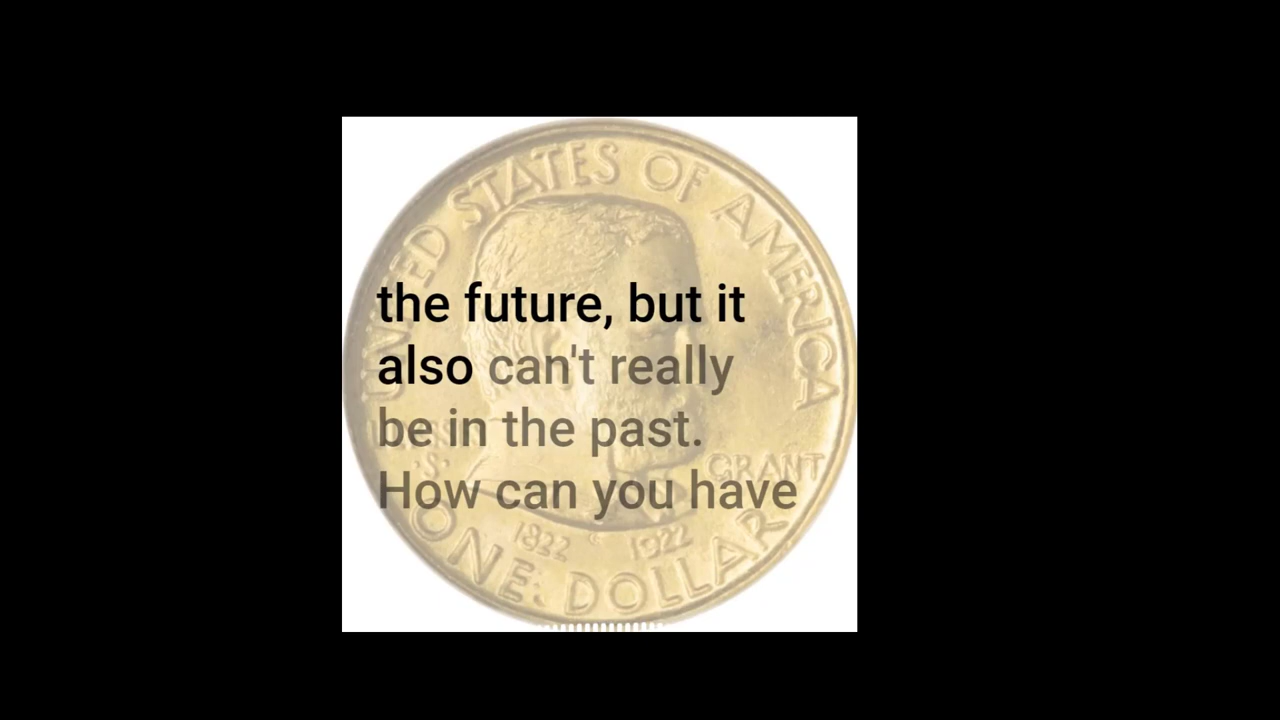 UNITED STATES OF AMERICA
the future, but it
also can't really
be in the past.
How can you have
GRANT
1822 1922
ONE DOLLAR